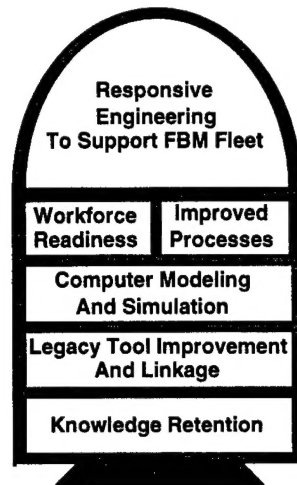 Responsive
Engineering
To Support FBM Fleet
Workforce
Readiness
Improved
Processes
Computer Modeling
And Simulation
Legacy Tool Improvement
And Linkage
Knowledge Retention